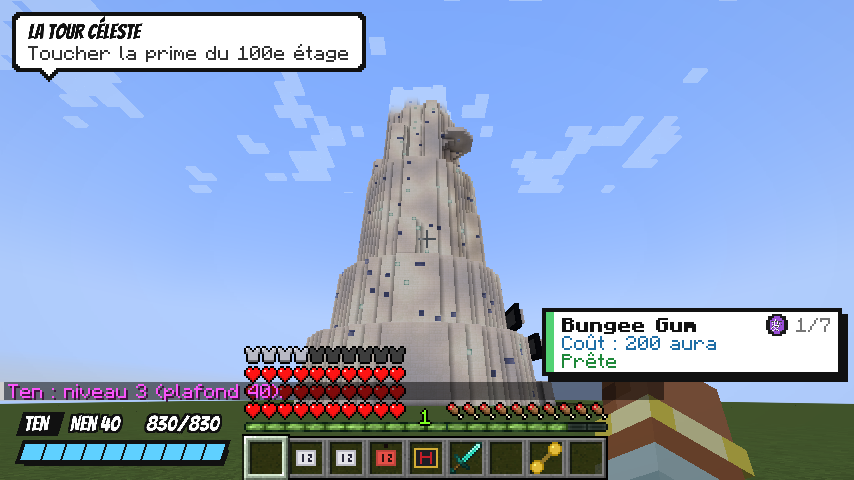 LA TOUR CÉLESTE
Toucher la prime du 100e étage
Bungee Gum
1/7
Coût : 200 aura
Prête
Ten : niveau 3 (plafond 40).
TEN
NEN 40
830/830
1
12
12
12
H